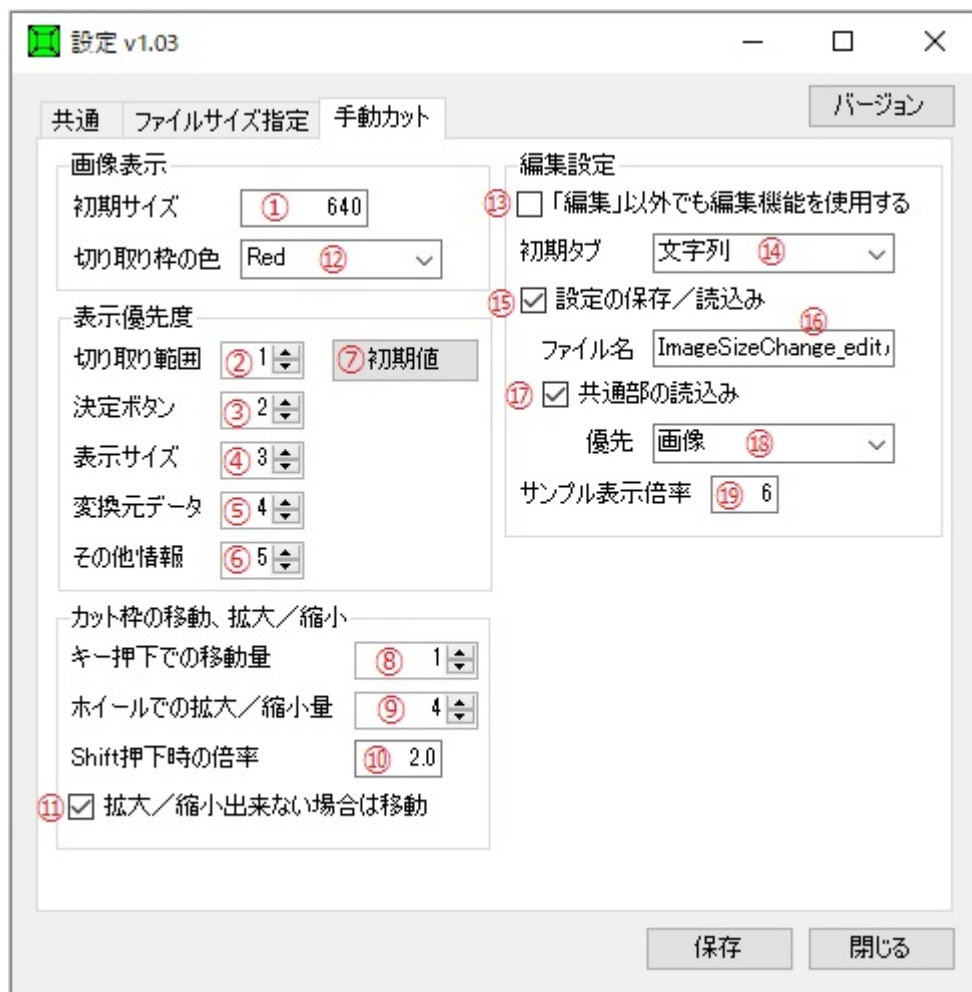 設定 v1.03
バージョン
共通 ファイルサイズ指定 手動カット
画像表示
初期サイズ ① 640
切り取り枠の色 Red ⑫
表示優先度
切り取り範囲 ② 1 ⑦ 初期値
決定ボタン ③ 2
表示サイズ ④ 3
変換元データ ⑤ 4
その他情報 ⑥ 5
カット枠の移動、拡大/縮小
キー押下での移動量 ⑧ 1
ホイールでの拡大/縮小量 ⑨ 4
Shift押下時の倍率 ⑩ 2.0
⑪ 拡大/縮小出来ない場合は移動
編集設定
⑬ 「編集」以外でも編集機能を使用する
初期タブ 文字列 ⑭
⑮ 設定の保存/読込み
⑯
ファイル名 ImageSizeChange_edit
⑰ 共通部の読込み
優先 画像 ⑱
サンプル表示倍率 ⑲ 6
保存 閉じる